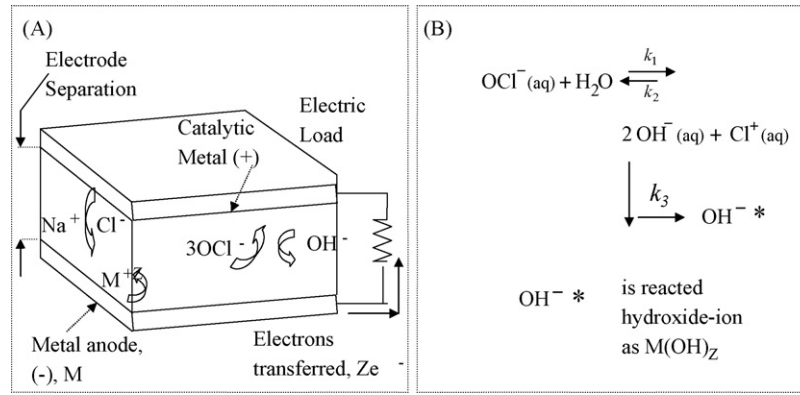 (A)
Electrode
Separation
Electric
Load
Catalytic
Metal (+)
Na+
Cl-
3OCl-
OH-
M+Z
Metal anode,
(-), M
Electrons
transferred, Ze -
(B)
OCl−(aq)+H2O
k1
k2
2 OH−(aq) + Cl+(aq)
k3
OH− *
OH− *
is reacted
hydroxide-ion
as M(OH)Z